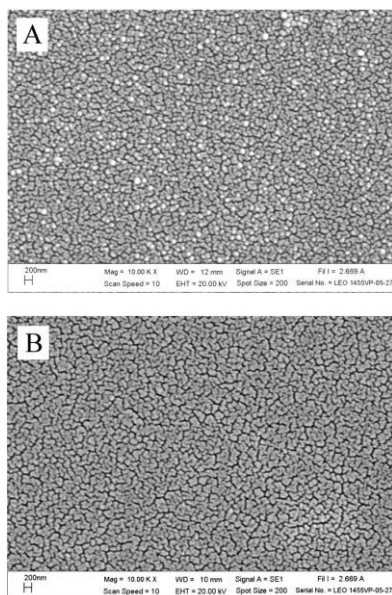 A
200nm Mag = 10.00 K X WD = 12 mm Signal A = SE1 Fil I = 2.669 A
Scan Speed = 10 EHT = 20.00 kV Spot Size = 200 Serial No. = LEO 1455VP-05-27
B
200nm Mag = 10.00 K X WD = 10 mm Signal A = SE1 Fil I = 2.669 A
Scan Speed = 10 EHT = 20.00 kV Spot Size = 200 Serial No. = LEO 1455VP-05-27